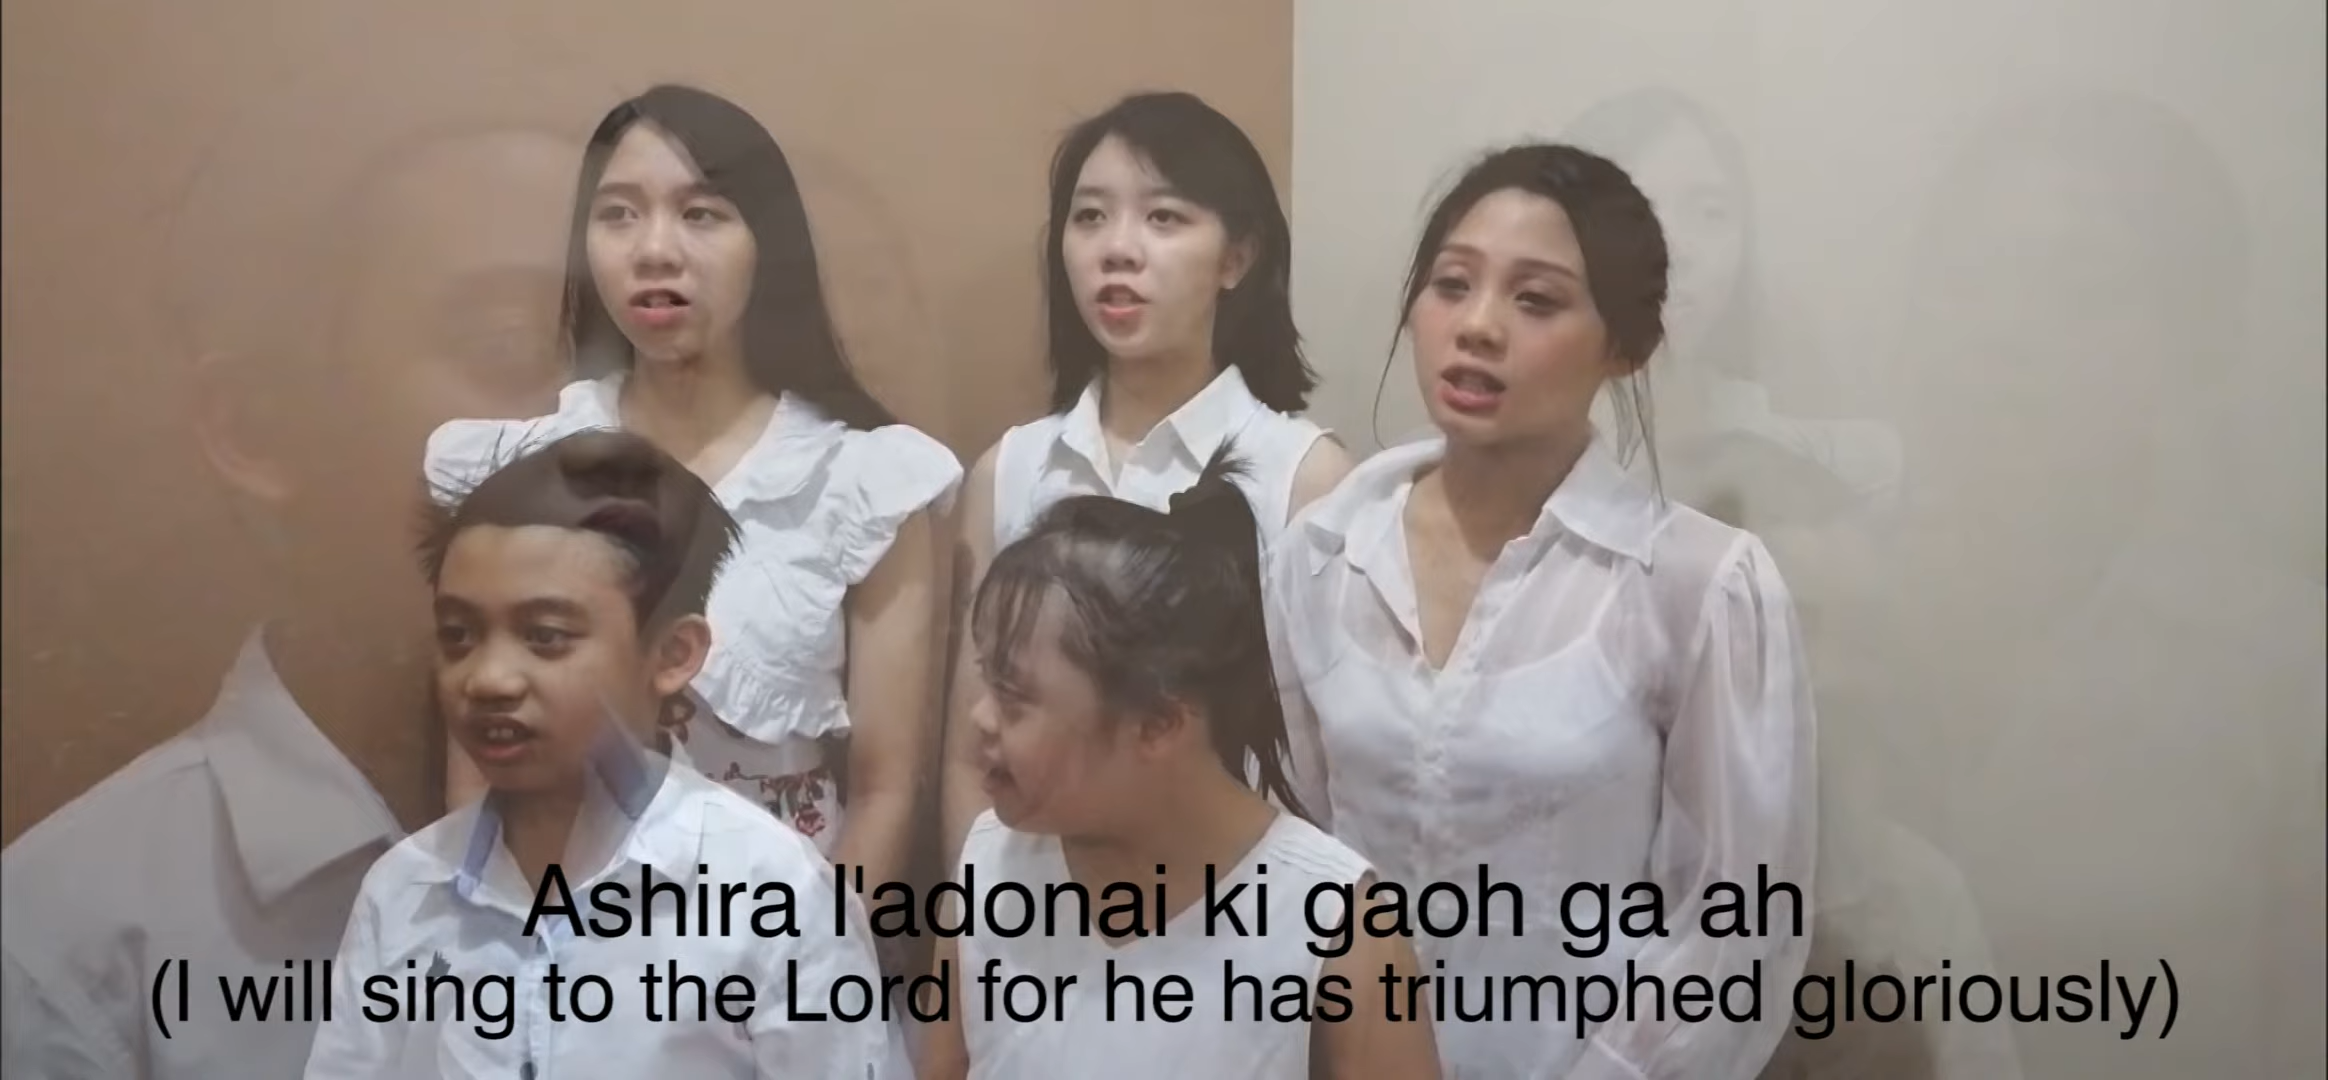 Ashira l'adonai ki gaoh ga ah
(I will sing to the Lord for he has triumphed gloriously)